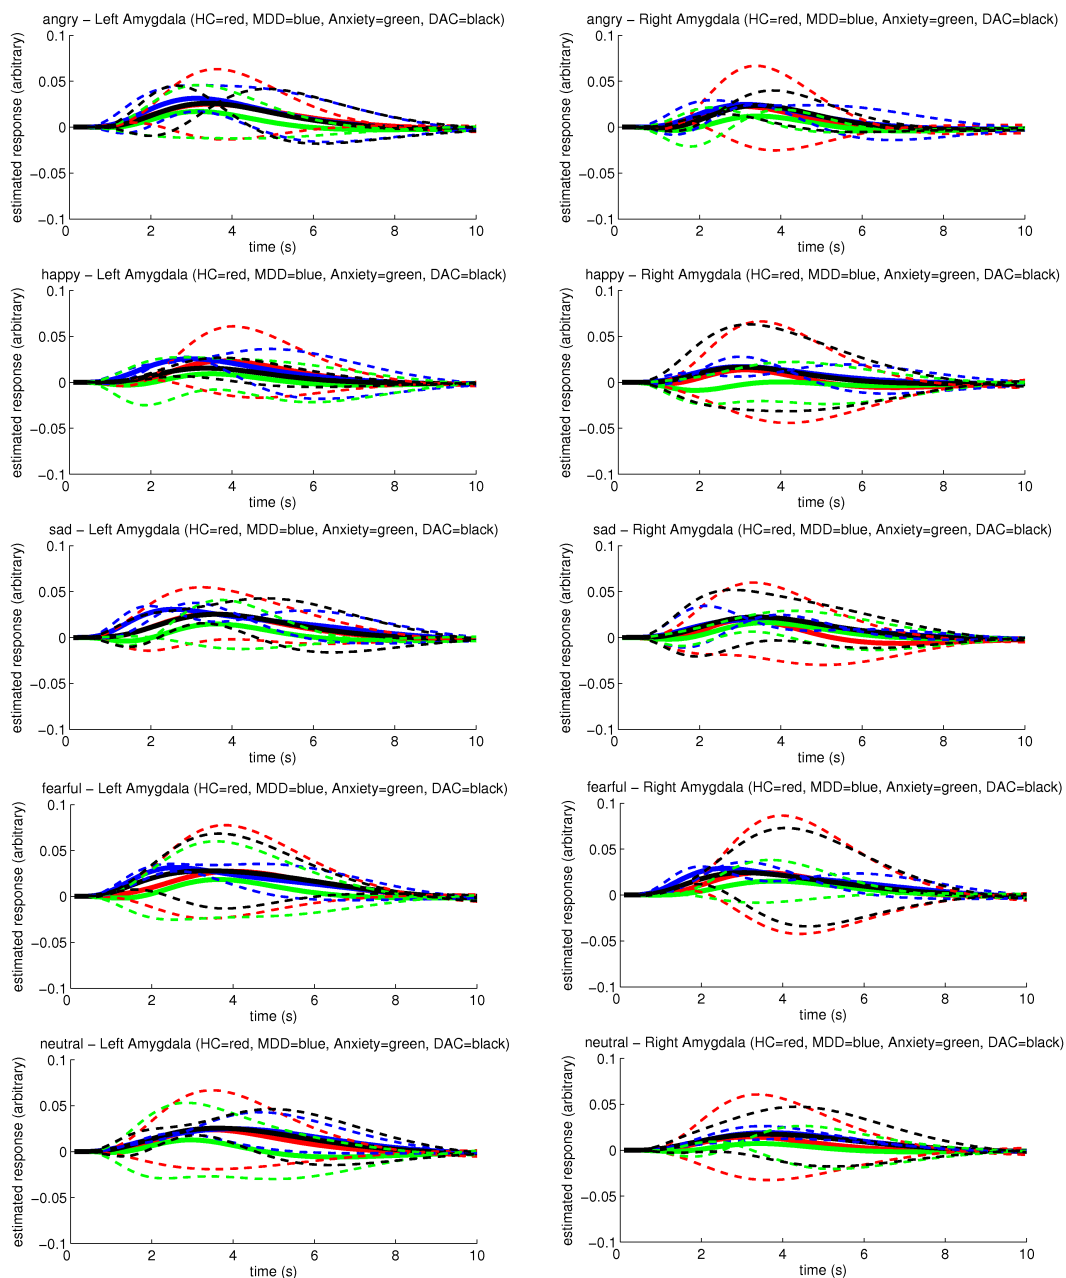 angry − Left Amygdala (HC=red, MDD=blue, Anxiety=green, DAC=black)
estimated response (arbitrary)
0.1
0.05
0
−0.05
−0.1
0 2 4 6 8 10
time (s)
angry − Right Amygdala (HC=red, MDD=blue, Anxiety=green, DAC=black)
estimated response (arbitrary)
0.1
0.05
0
−0.05
−0.1
0 2 4 6 8 10
time (s)
happy − Left Amygdala (HC=red, MDD=blue, Anxiety=green, DAC=black)
estimated response (arbitrary)
0.1
0.05
0
−0.05
−0.1
0 2 4 6 8 10
time (s)
happy − Right Amygdala (HC=red, MDD=blue, Anxiety=green, DAC=black)
estimated response (arbitrary)
0.1
0.05
0
−0.05
−0.1
0 2 4 6 8 10
time (s)
sad − Left Amygdala (HC=red, MDD=blue, Anxiety=green, DAC=black)
estimated response (arbitrary)
0.1
0.05
0
−0.05
−0.1
0 2 4 6 8 10
time (s)
sad − Right Amygdala (HC=red, MDD=blue, Anxiety=green, DAC=black)
estimated response (arbitrary)
0.1
0.05
0
−0.05
−0.1
0 2 4 6 8 10
time (s)
fearful − Left Amygdala (HC=red, MDD=blue, Anxiety=green, DAC=black)
estimated response (arbitrary)
0.1
0.05
0
−0.05
−0.1
0 2 4 6 8 10
time (s)
fearful − Right Amygdala (HC=red, MDD=blue, Anxiety=green, DAC=black)
estimated response (arbitrary)
0.1
0.05
0
−0.05
−0.1
0 2 4 6 8 10
time (s)
neutral − Left Amygdala (HC=red, MDD=blue, Anxiety=green, DAC=black)
estimated response (arbitrary)
0.1
0.05
0
−0.05
−0.1
0 2 4 6 8 10
time (s)
neutral − Right Amygdala (HC=red, MDD=blue, Anxiety=green, DAC=black)
estimated response (arbitrary)
0.1
0.05
0
−0.05
−0.1
0 2 4 6 8 10
time (s)